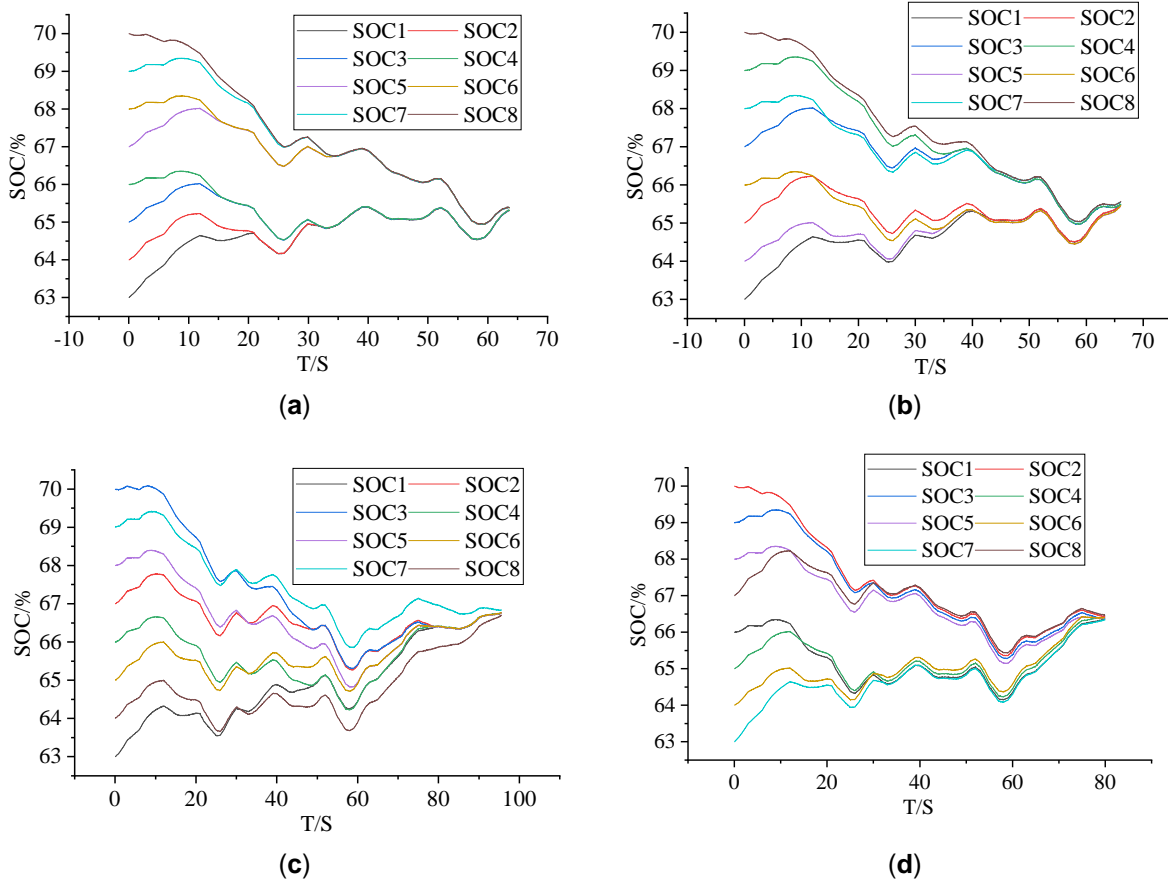 SOC1 SOC2
SOC3 SOC4
SOC5 SOC6
SOC7 SOC8
70
69
68
67
66
65
64
63
SOC/%
-10 0 10 20 30 40 50 60 70
T/S
(a)
SOC1 SOC2
SOC3 SOC4
SOC5 SOC6
SOC7 SOC8
70
69
68
67
66
65
64
63
SOC/%
-10 0 10 20 30 40 50 60 70
T/S
(b)
SOC1 SOC2
SOC3 SOC4
SOC5 SOC6
SOC7 SOC8
70
69
68
67
66
65
64
63
SOC/%
0 20 40 60 80 100
T/S
(c)
SOC1 SOC2
SOC3 SOC4
SOC5 SOC6
SOC7 SOC8
70
69
68
67
66
65
64
63
SOC/%
0 20 40 60 80
T/S
(d)